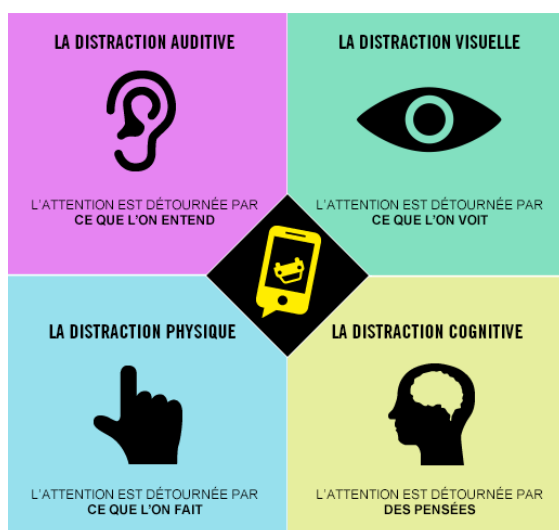 LA DISTRACTION AUDITIVE
L'ATTENTION EST DÉTOURNÉE PAR
CE QUE L'ON ENTEND
LA DISTRACTION VISUELLE
L'ATTENTION EST DÉTOURNÉE PAR
CE QUE L'ON VOIT
LA DISTRACTION PHYSIQUE
L'ATTENTION EST DÉTOURNÉE PAR
CE QUE L'ON FAIT
LA DISTRACTION COGNITIVE
L'ATTENTION EST DÉTOURNÉE PAR
DES PENSÉES